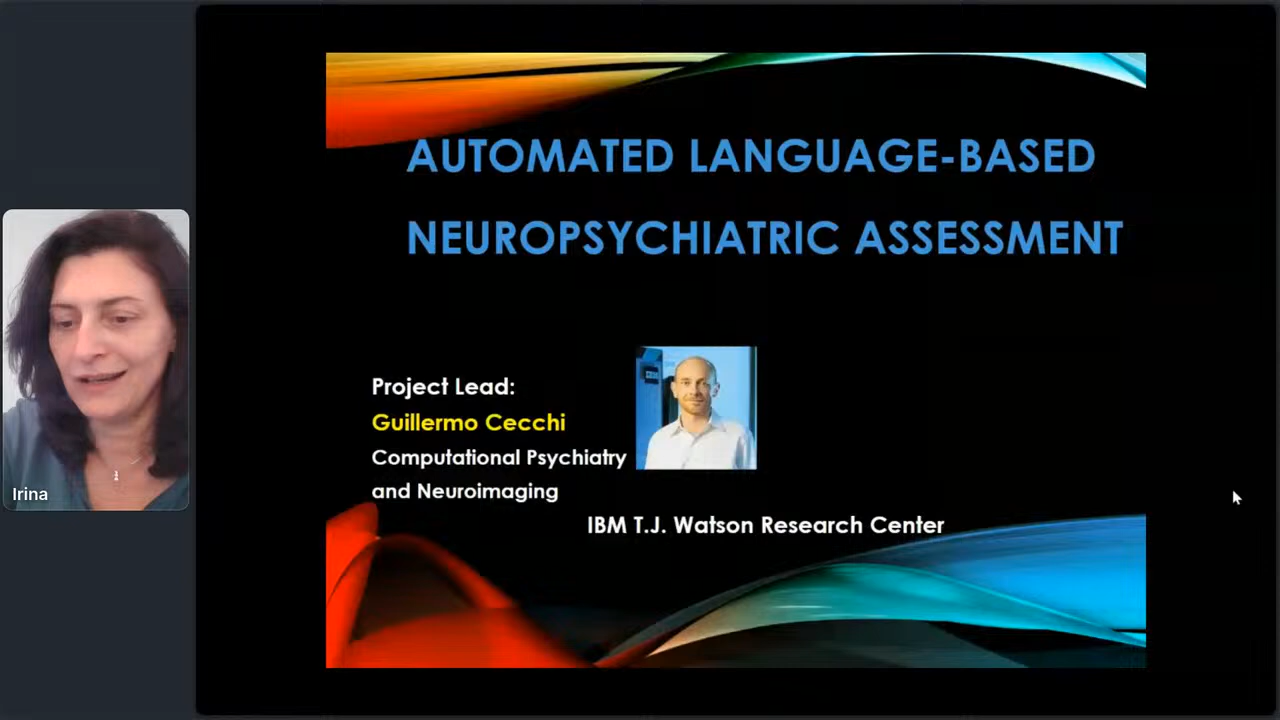 AUTOMATED LANGUAGE-BASED
NEUROPSYCHIATRIC ASSESSMENT
Project Lead:
Guillermo Cecchi
Computational Psychiatry
and Neuroimaging
IBM T.J. Watson Research Center
Irina